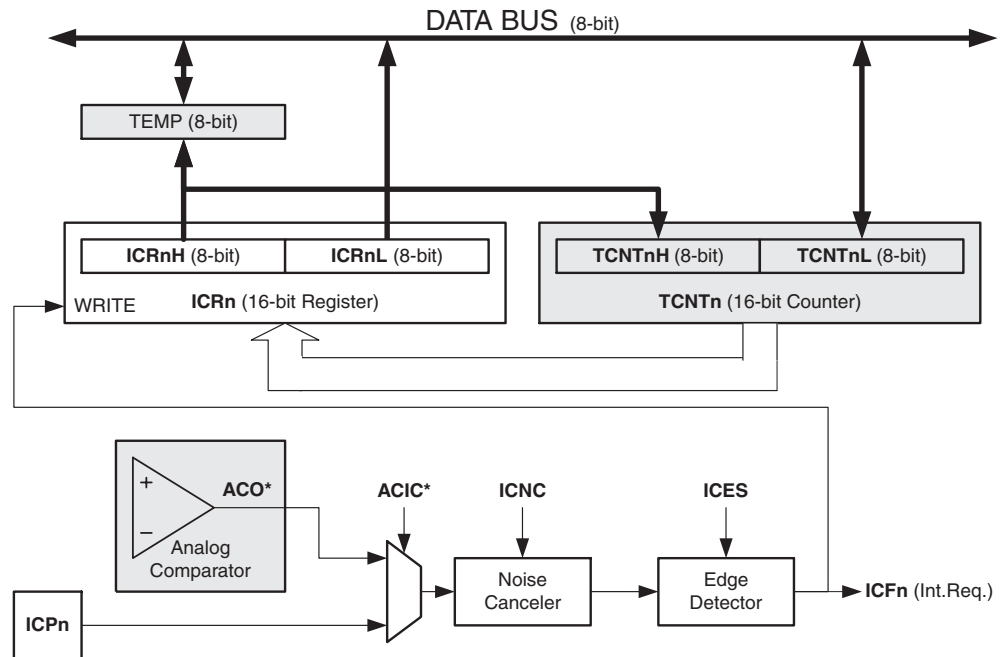 DATA BUS (8-bit)
TEMP (8-bit)
ICRnH (8-bit)
ICRnL (8-bit)
TCNTnH (8-bit)
TCNTnL (8-bit)
WRITE
ICRn (16-bit Register)
TCNTn (16-bit Counter)
+
−
ACO*
Analog
Comparator
ACIC*
ICNC
ICES
Noise
Canceler
Edge
Detector
ICFn (Int.Req.)
ICPn